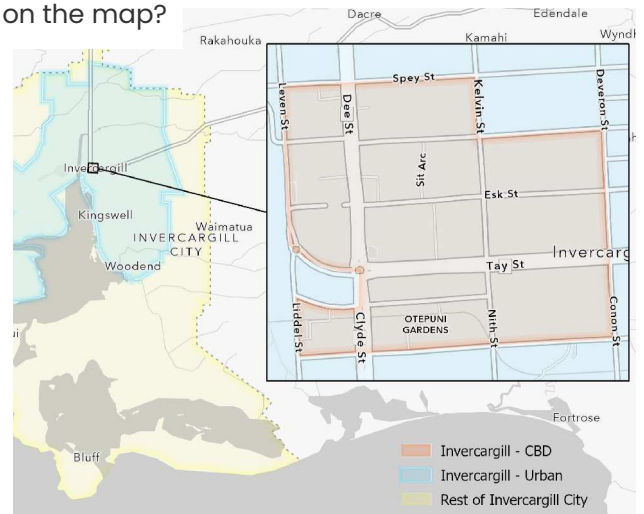 on the map?
Dacre
Edendale
Rakahouka
Kamahi
Wyndh
Spey St
Leven St
Dee St
Kelvin St
Deveron St
Sit Arc
Esk St
Invercargill
Kingswell
Waimatua
INVERCARGILL
CITY
Woodend
Invercarg
Tay St
Liddel St
Clyde St
OTEPUNI
GARDENS
Nith St
Conon St
ui
Bluff
Fortrose
Invercargill - CBD
Invercargill - Urban
Rest of Invercargill City